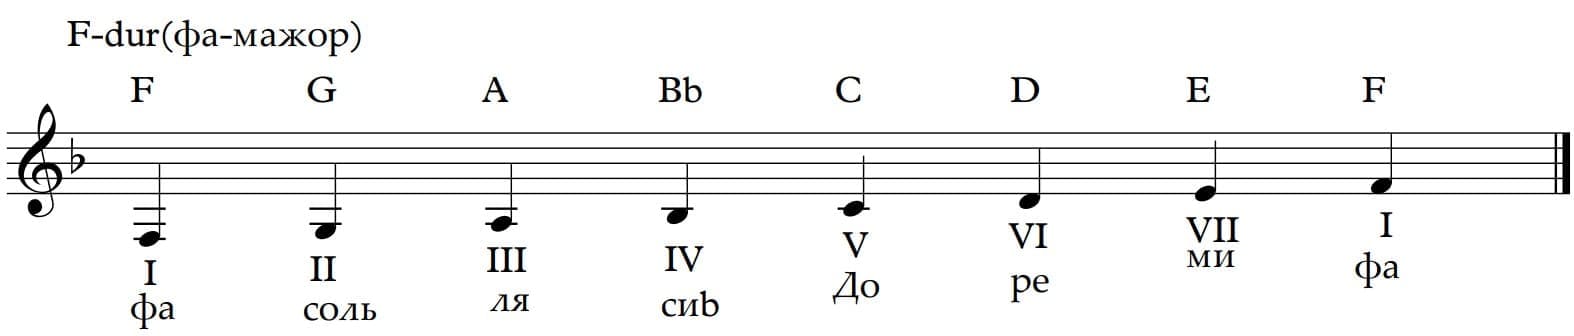 F-dur(фа-мажор)
F G A Bb C D E F
I II III IV V VI VII I
фа соль ля сиb До ре ми фа